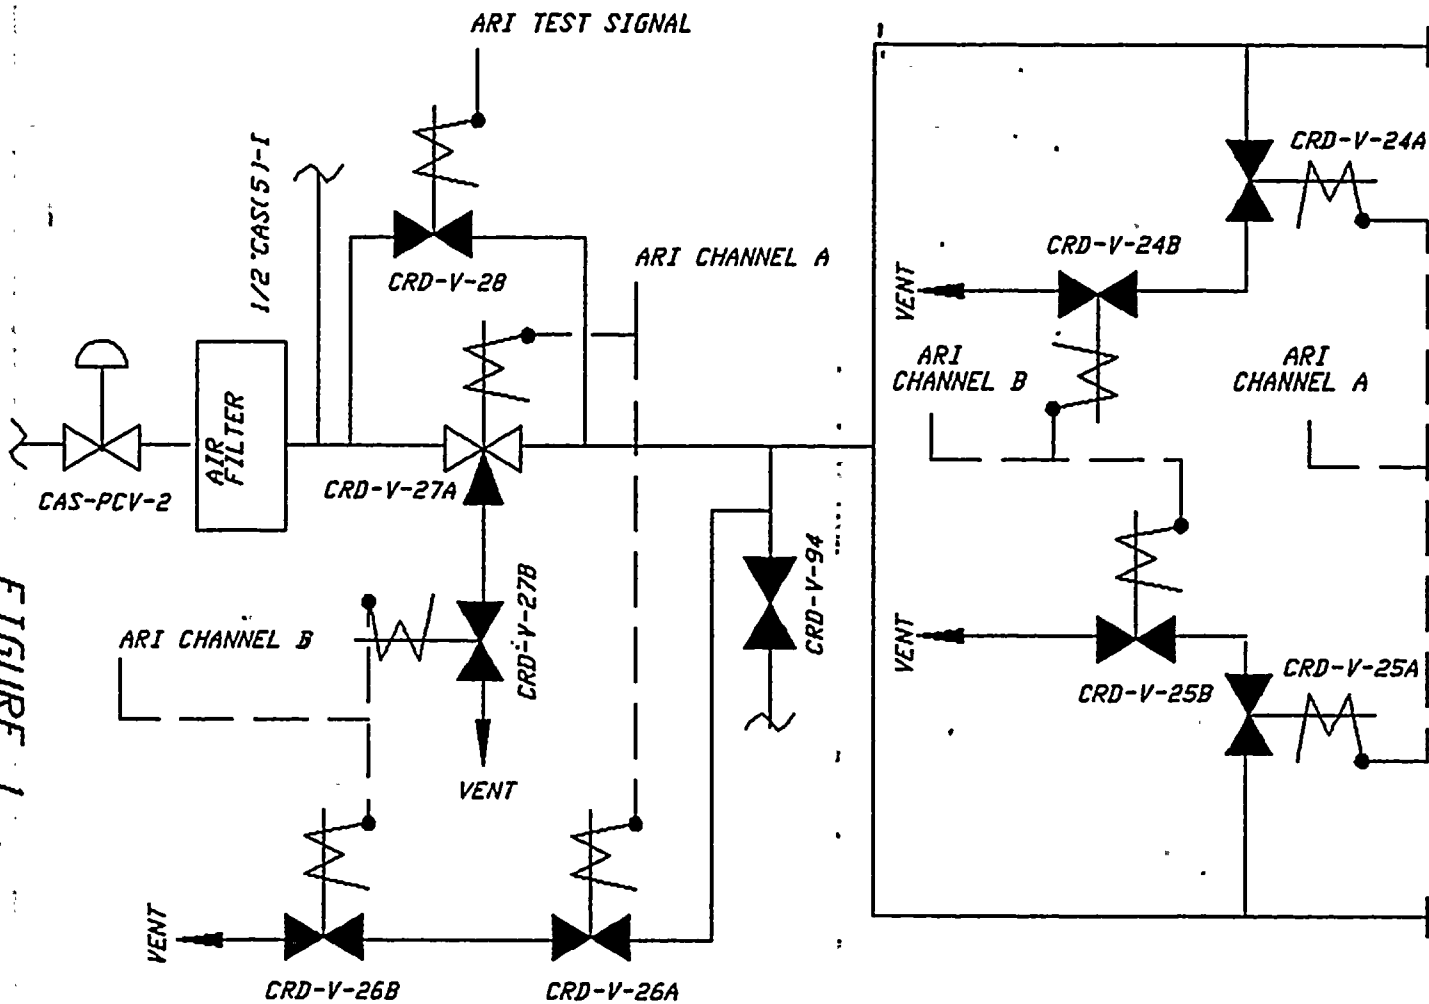 ARI TEST SIGNAL
1/2"CAS(5)-1
CRD-V-28
ARI CHANNEL A
CRD-V-24A
CRD-V-24B
VENT
ARI
CHANNEL B
ARI
CHANNEL A
AIR
FILTER
CAS-PCV-2
CRD-V-27A
CRD-V-27B
CRD-V-94
ARI CHANNEL B
VENT
VENT
CRD-V-25A
CRD-V-25B
VENT
CRD-V-26B
CRD-V-26A
FIGURE 1